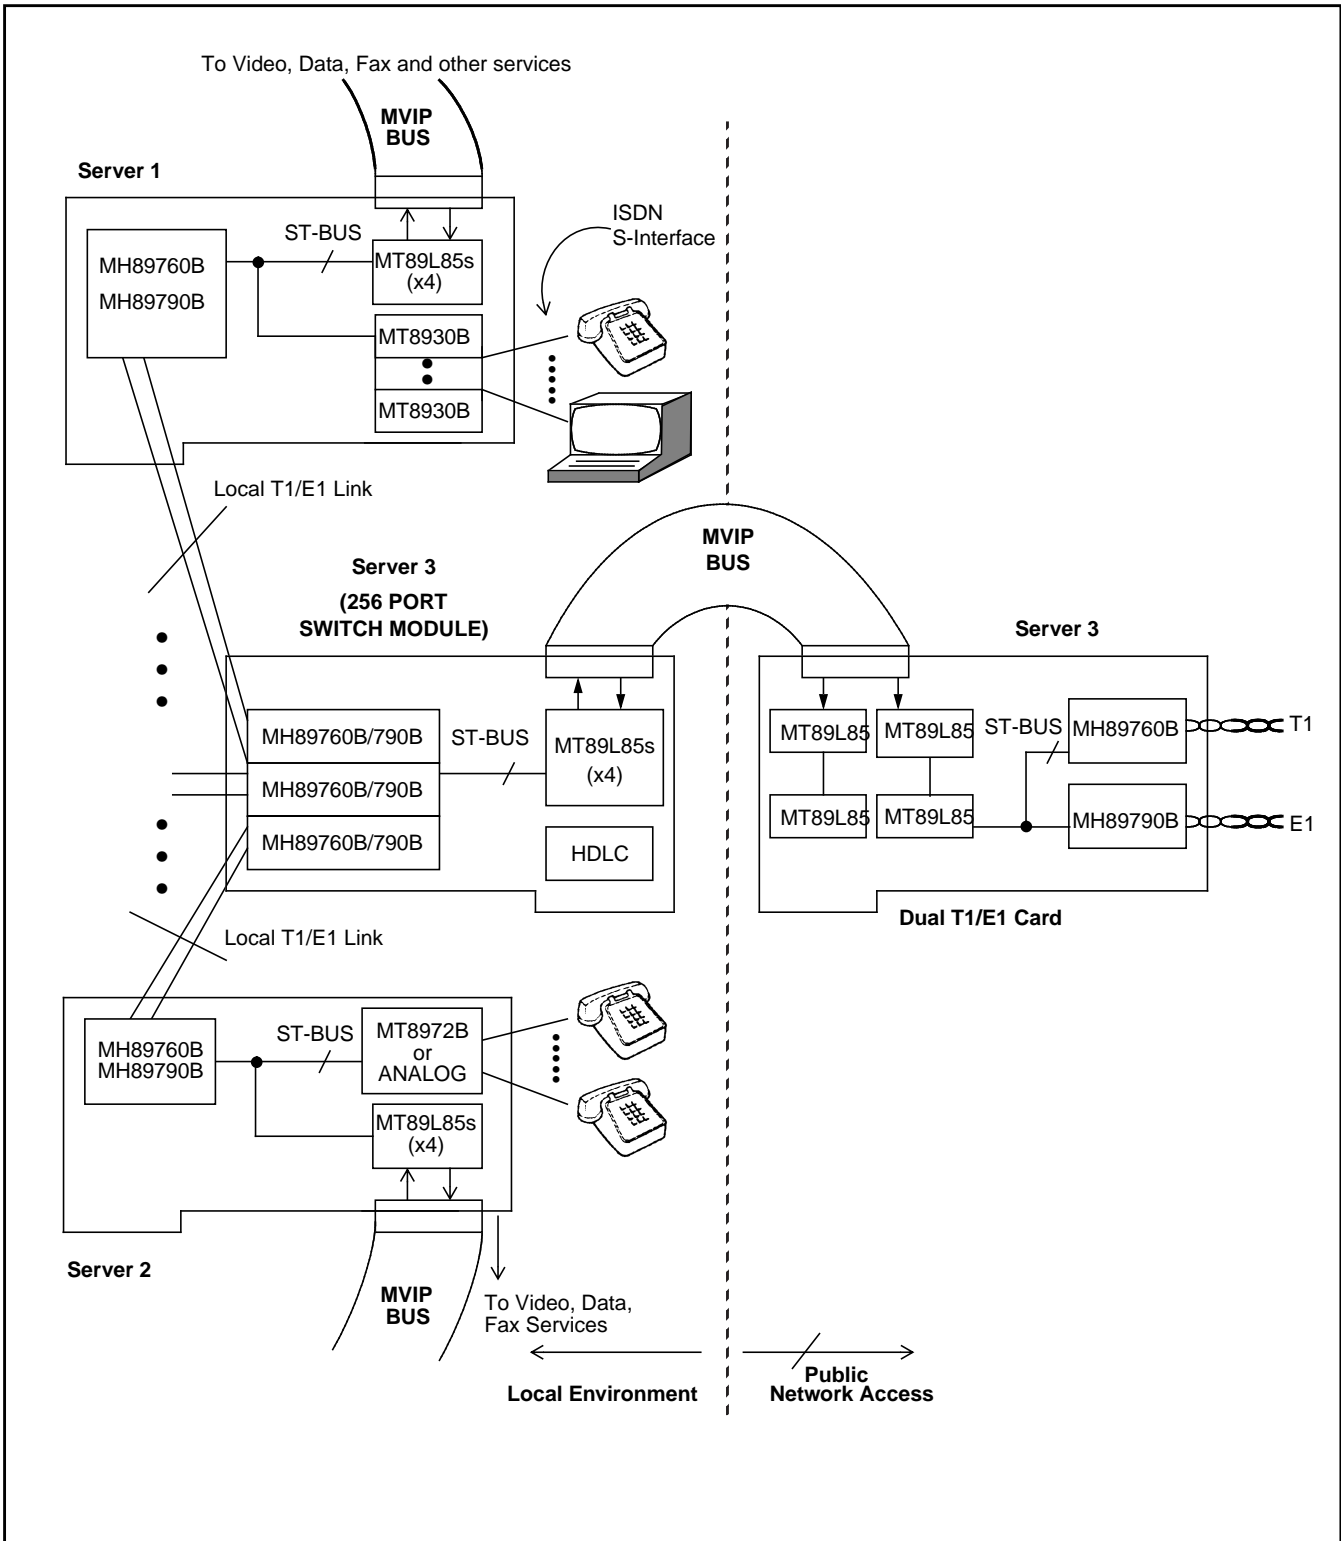 To Video, Data, Fax and other services
MVIP
BUS
Server 1
ISDN
S-Interface
ST-BUS
MH89760B
MH89790B
MT89L85s
(x4)
MT8930B
MT8930B
Local T1/E1 Link
MVIP
BUS
Server 3
(256 PORT
SWITCH MODULE)
Server 3
MH89760B/790B
MH89760B/790B
MH89760B/790B
ST-BUS
MT89L85s
(x4)
HDLC
MT89L85
MT89L85
ST-BUS
MH89760B
T1
MT89L85
MT89L85
MH89790B
E1
Dual T1/E1 Card
Local T1/E1 Link
MH89760B
MH89790B
ST-BUS
MT8972B
or
ANALOG
MT89L85s
(x4)
Server 2
MVIP
BUS
To Video, Data,
Fax Services
Local Environment
Public
Network Access